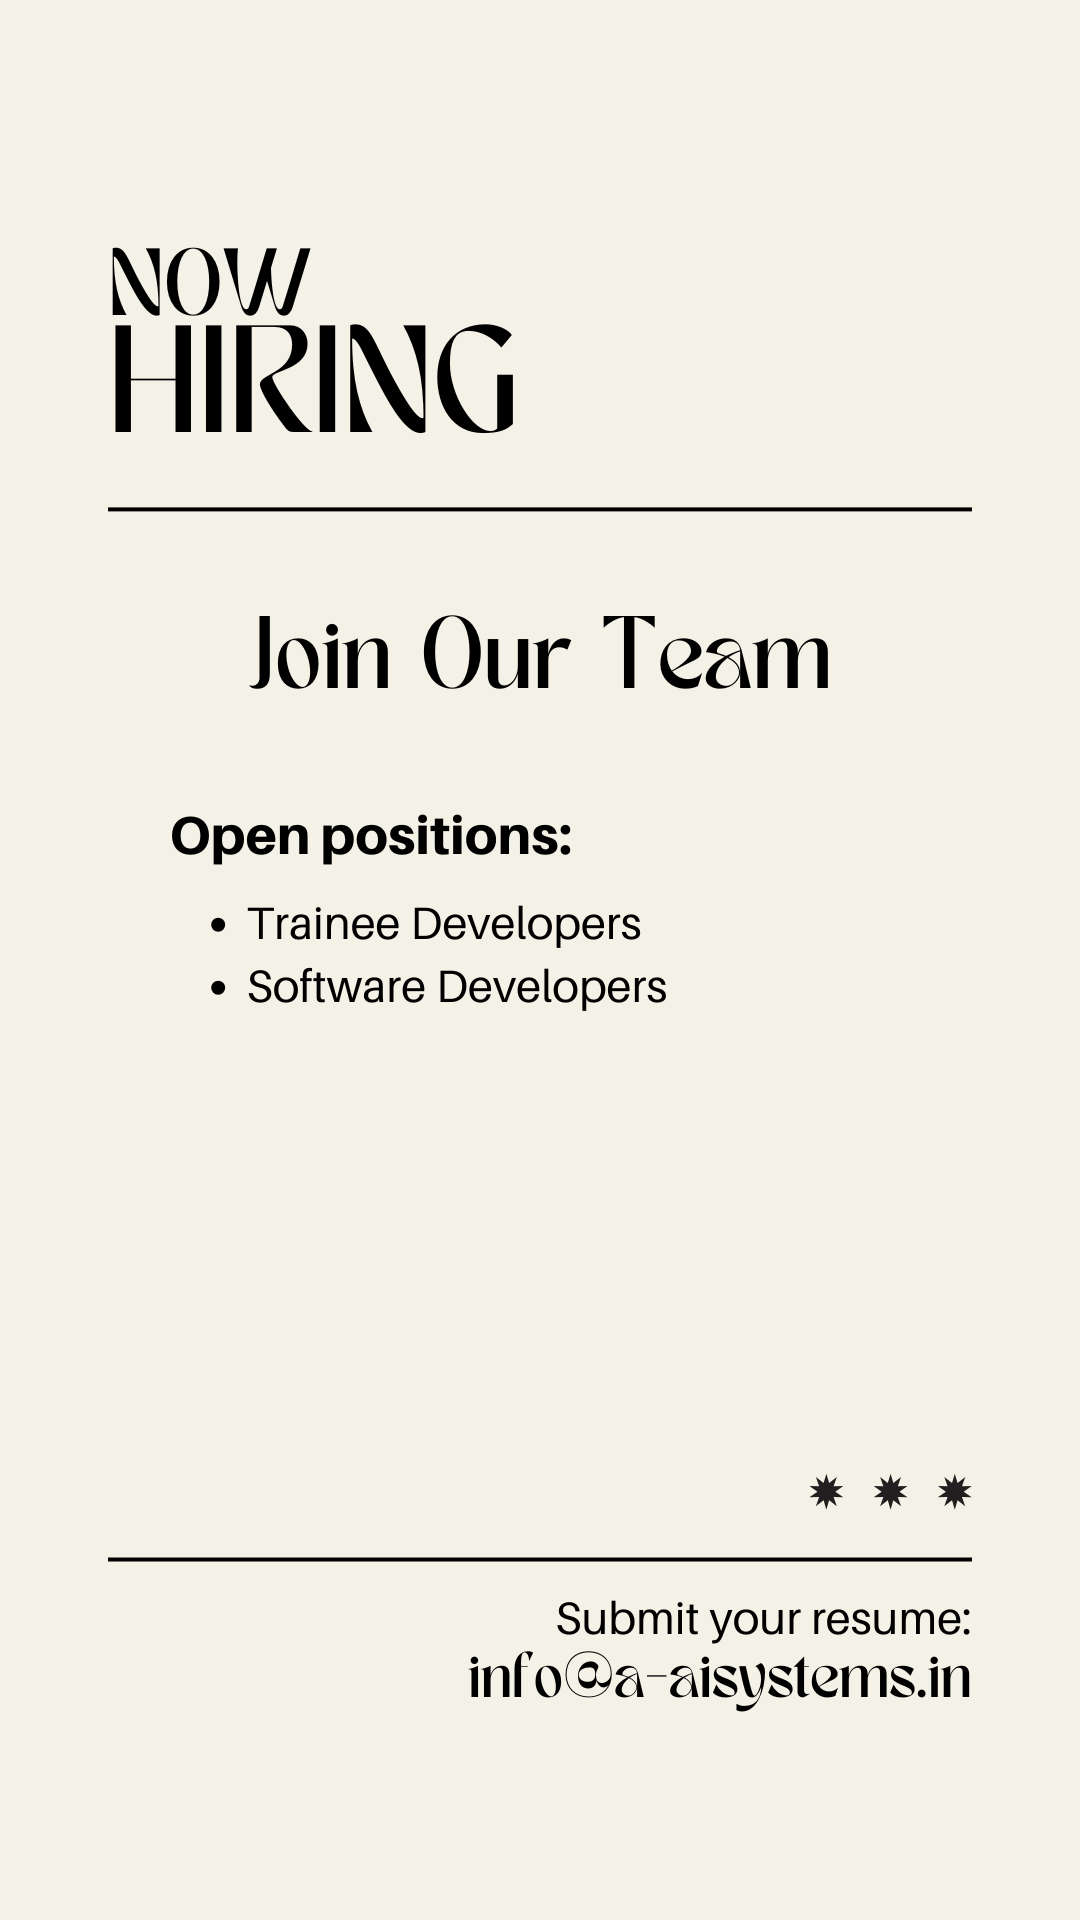 NOW
HIRING
Join Our Team
Open positions:
• Trainee Developers
• Software Developers
Submit your resume:
info@a-aisystems.in